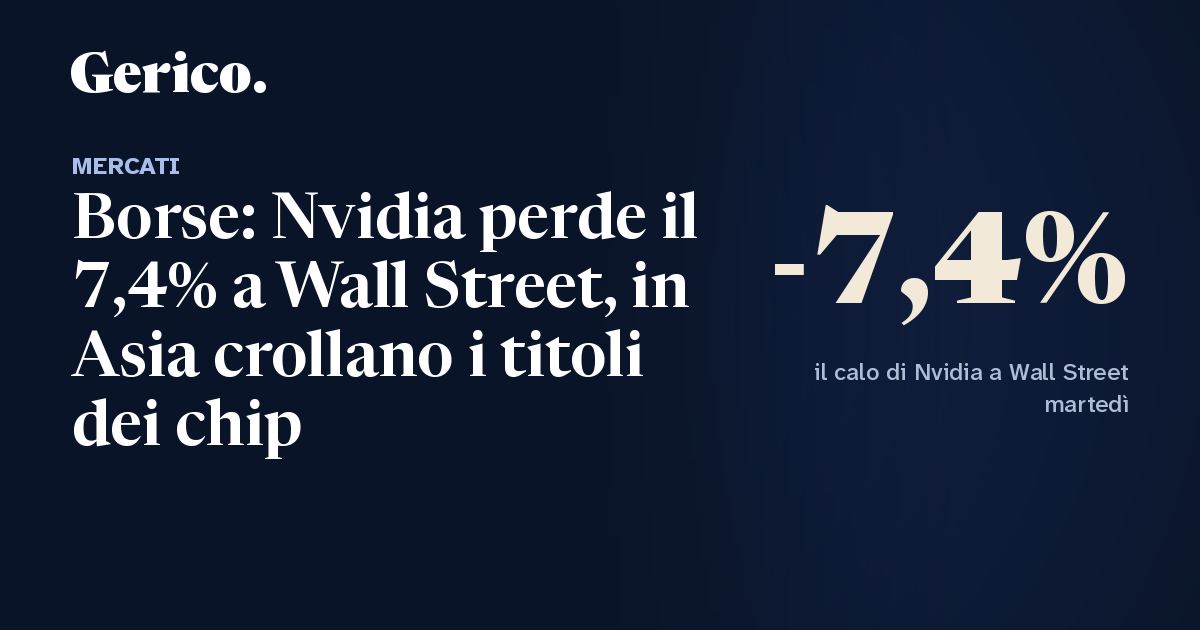 Gerico.
MERCATI
Borse: Nvidia perde il
7,4% a Wall Street, in
Asia crollano i titoli
dei chip
-7,4%
il calo di Nvidia a Wall Street
martedì